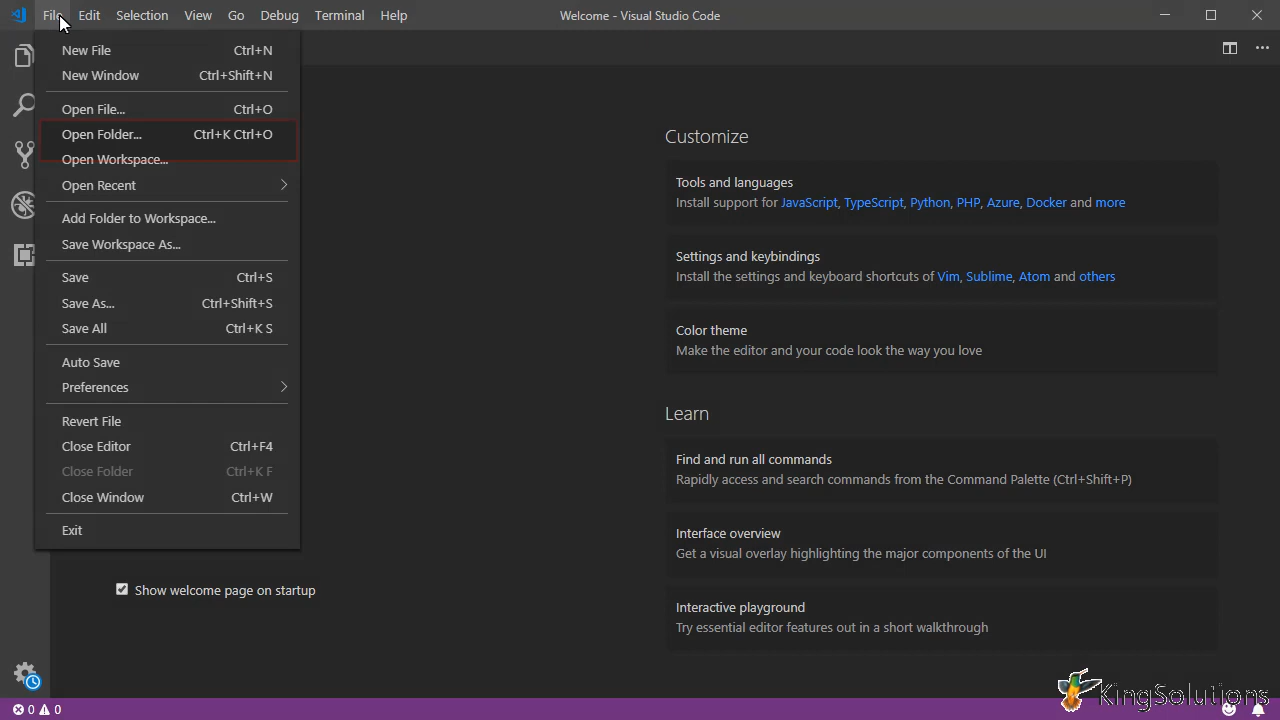 File Edit Selection View Go Debug Terminal Help Welcome - Visual Studio Code
New File Ctrl+N
New Window Ctrl+Shift+N
Open File... Ctrl+O
Open Folder... Ctrl+K Ctrl+O
Open Workspace...
Open Recent
Add Folder to Workspace...
Save Workspace As...
Save Ctrl+S
Save As... Ctrl+Shift+S
Save All Ctrl+K S
Auto Save
Preferences
Revert File
Close Editor Ctrl+F4
Close Folder Ctrl+K F
Close Window Ctrl+W
Exit
Show welcome page on startup
Customize
Tools and languages
Install support for JavaScript, TypeScript, Python, PHP, Azure, Docker and more
Settings and keybindings
Install the settings and keyboard shortcuts of Vim, Sublime, Atom and others
Color theme
Make the editor and your code look the way you love
Learn
Find and run all commands
Rapidly access and search commands from the Command Palette (Ctrl+Shift+P)
Interface overview
Get a visual overlay highlighting the major components of the UI
Interactive playground
Try essential editor features out in a short walkthrough
KingSolutions
0 0